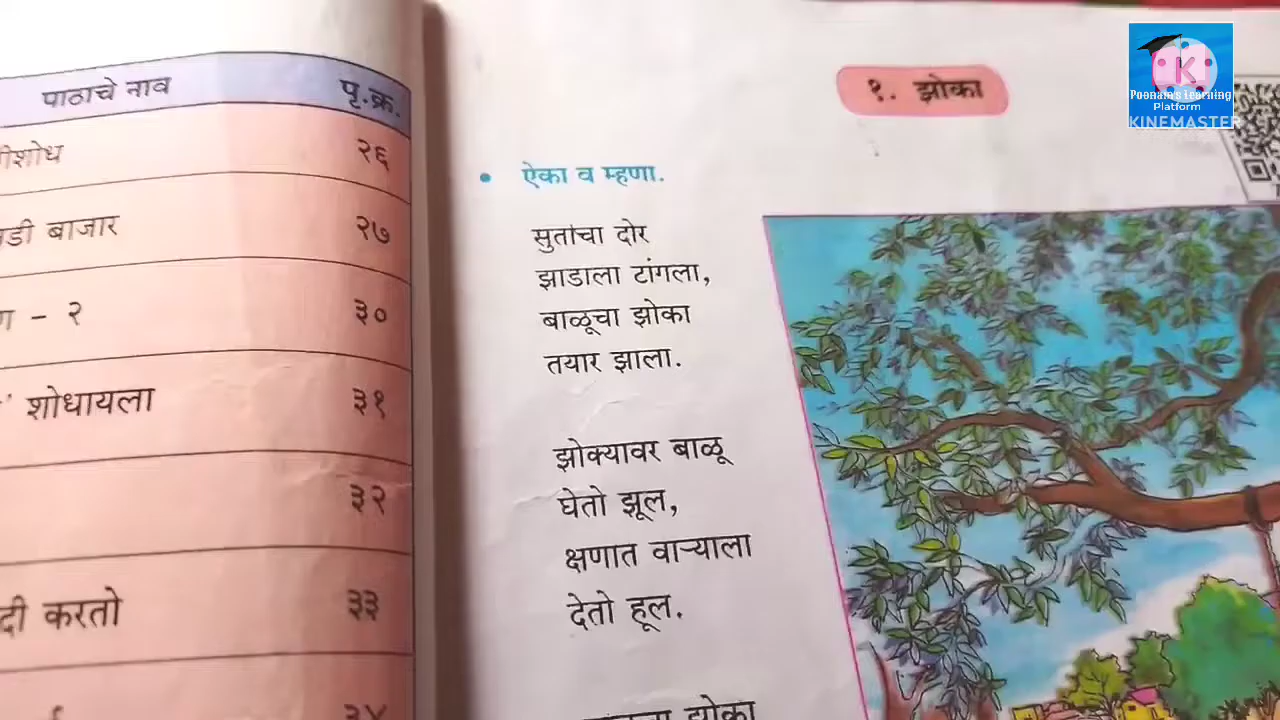 पाठाचे नाव पृ.क्र.
२६
बाजार २७
– २ ३०
शोधायला ३१
३२
करतो ३३
१. झोका
Poonam's Learning
Platform
KINEMASTER
• ऐका व म्हणा.
सुतांचा दोर
झाडाला टांगला,
बाळूचा झोका
तयार झाला.
झोक्यावर बाळू
घेतो झूल,
क्षणात वाऱ्याला
देतो हूल.
झोका